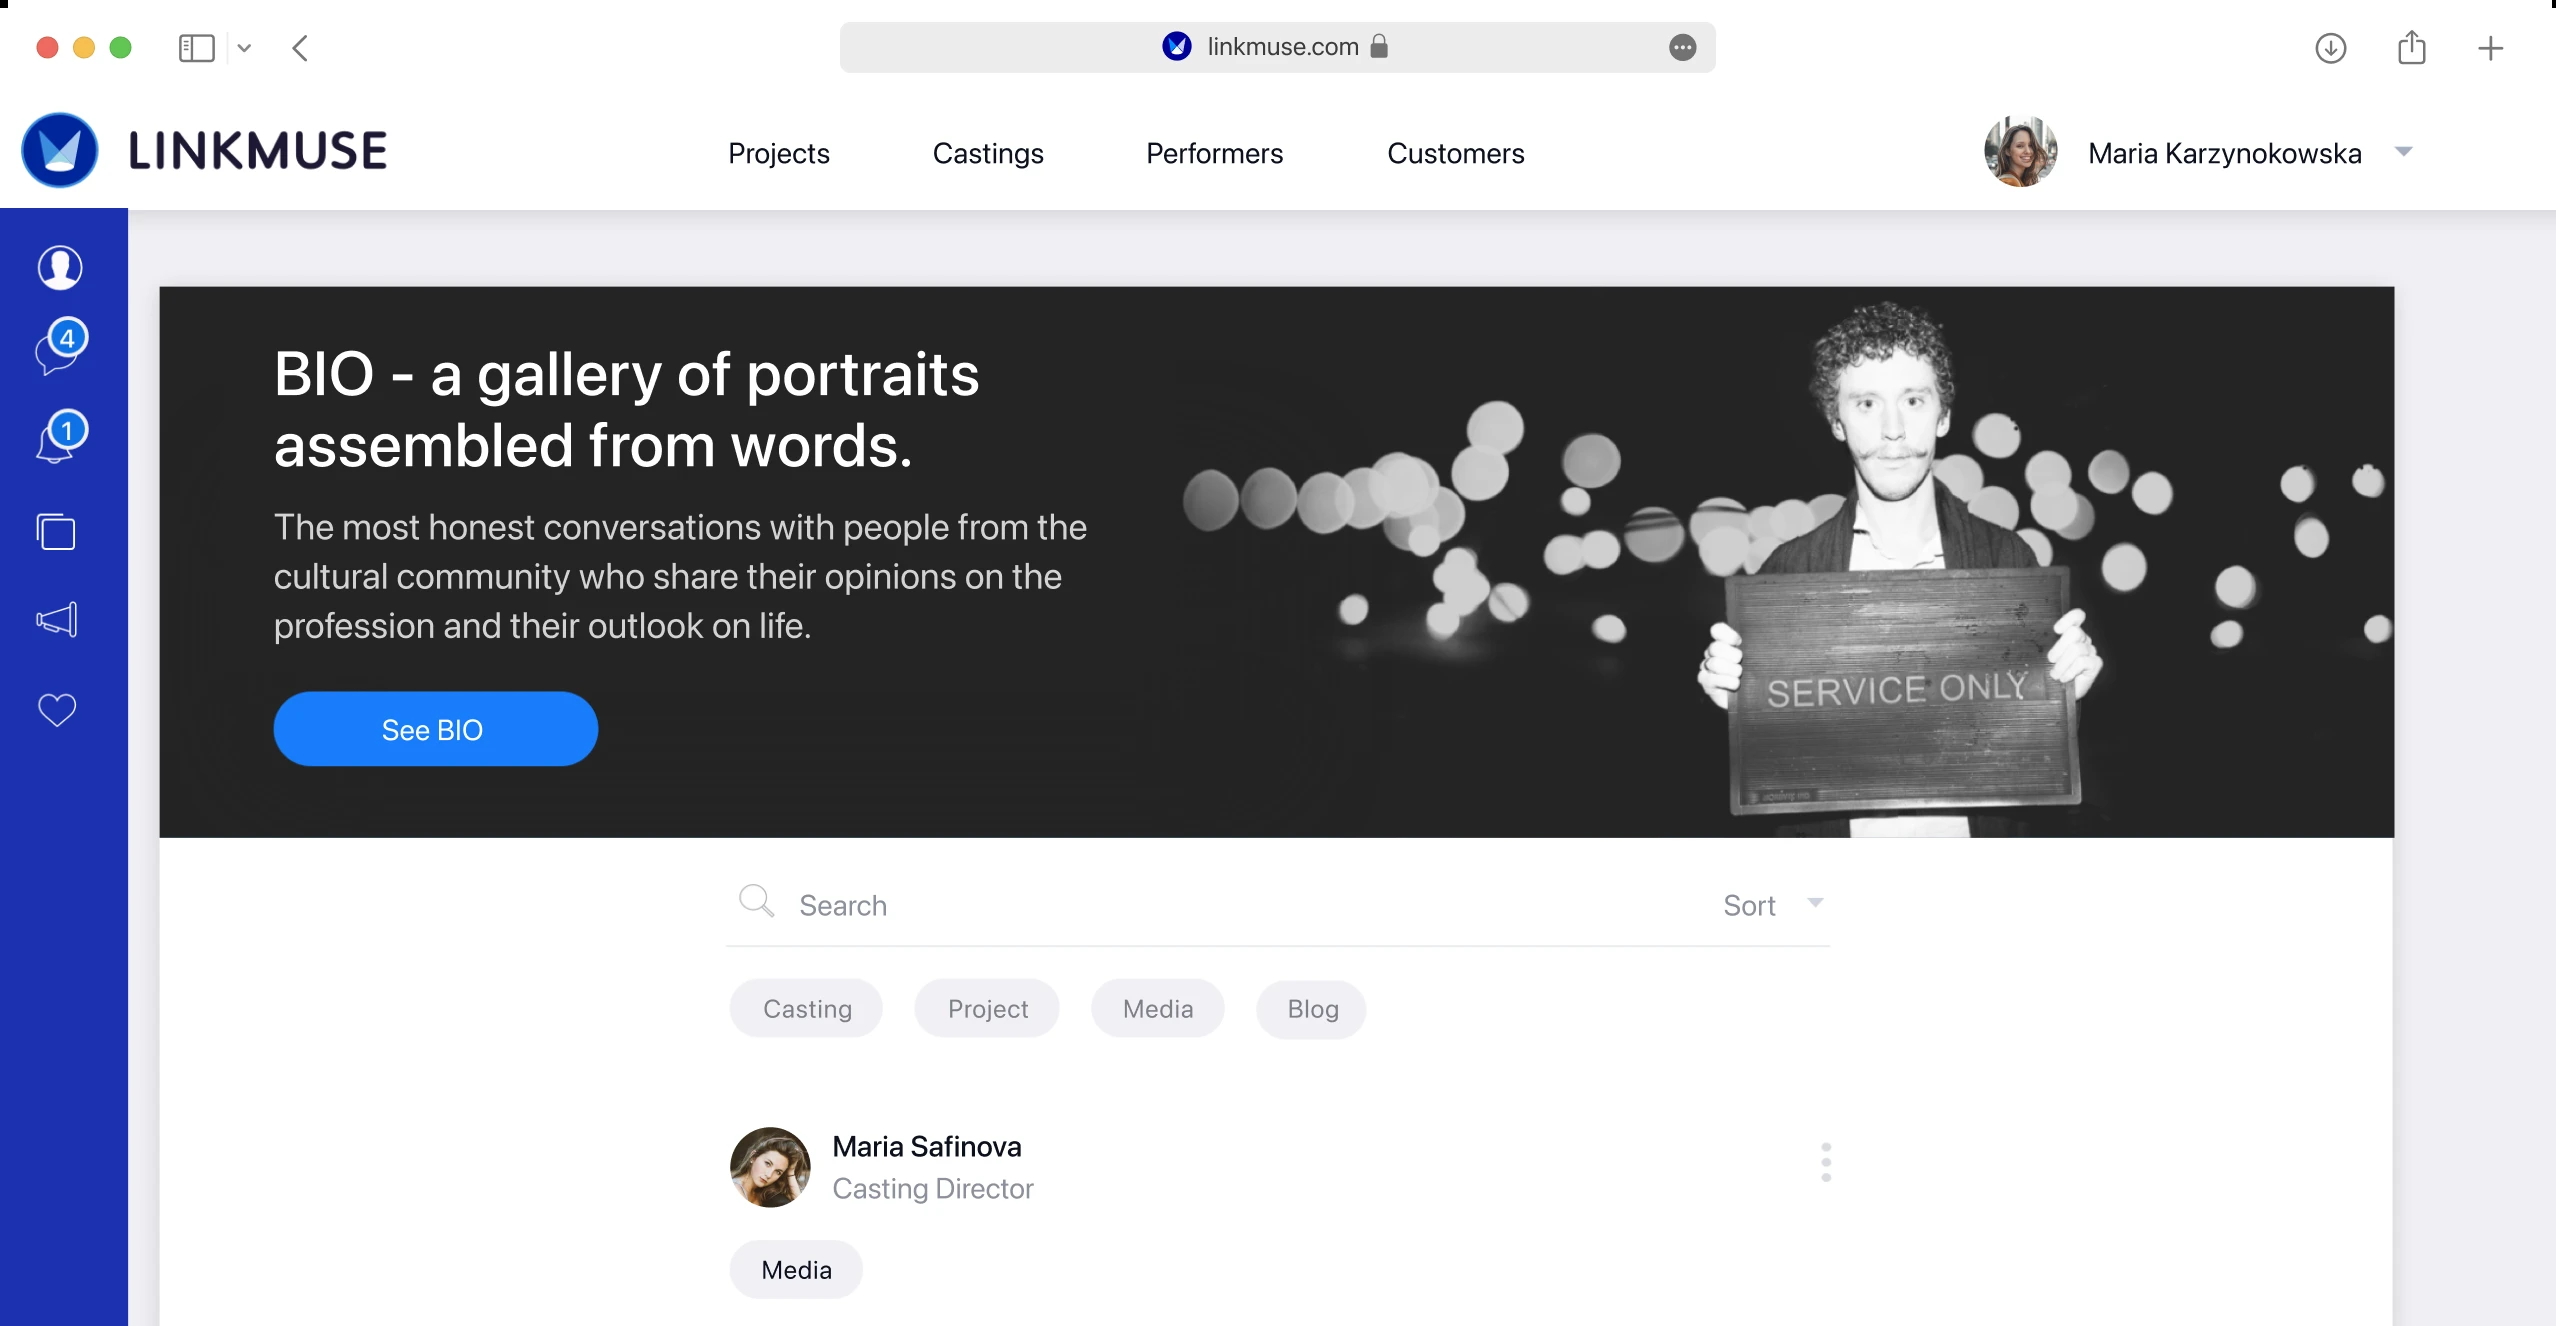 linkmuse.com
LINKMUSE
Projects
Castings
Performers
Customers
Maria Karzynokowska
4
1
BIO - a gallery of portraits
assembled from words.
The most honest conversations with people from the
cultural community who share their opinions on the
profession and their outlook on life.
See BIO
SERVICE ONLY
Search
Sort
Casting
Project
Media
Blog
Maria Safinova
Casting Director
Media